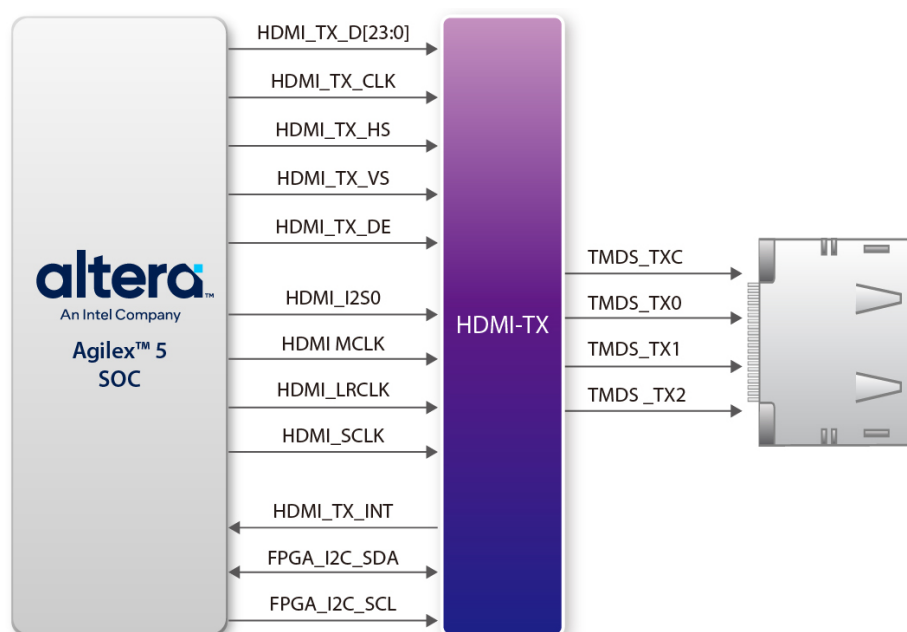 HDMI_TX_D[23:0]
HDMI_TX_CLK
HDMI_TX_HS
HDMI_TX_VS
HDMI_TX_DE
altera™
An Intel Company
Agilex™ 5
SOC
HDMI_I2S0
HDMI MCLK
HDMI_LRCLK
HDMI_SCLK
HDMI_TX_INT
FPGA_I2C_SDA
FPGA_I2C_SCL
HDMI-TX
TMDS_TXC
TMDS_TX0
TMDS_TX1
TMDS _TX2